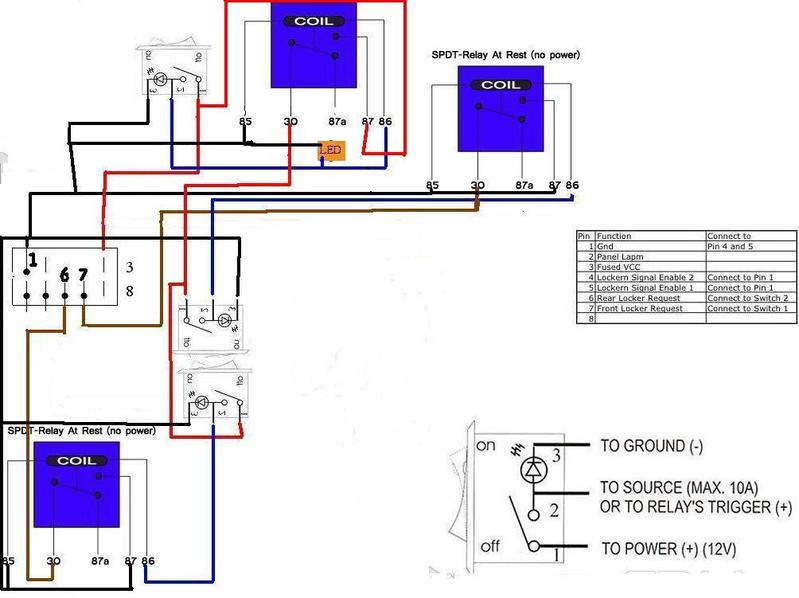 COIL
on
off
3
2
1
85
30
87a
87
86
LED
SPDT-Relay At Rest (no power)
COIL
85
30
87a
87
86
1
6
7
3
8
1
2
3
off
on
on
off
3
2
1
SPDT-Relay At Rest (no power)
COIL
85
30
87a
87
86
Pin Function Connect to
1 Gnd Pin 4 and 5
2 Panel Lapm
3 Fused VCC
4 Lockern Signal Enable 2 Connect to Pin 1
5 Lockern Signal Enable 1 Connect to Pin 1
6 Rear Locker Request Connect to Switch 2
7 Front Locker Request Connect to Switch 1
8
on
off
3
2
1
TO GROUND (-)
TO SOURCE (MAX. 10A)
OR TO RELAY'S TRIGGER (+)
TO POWER (+) (12V)